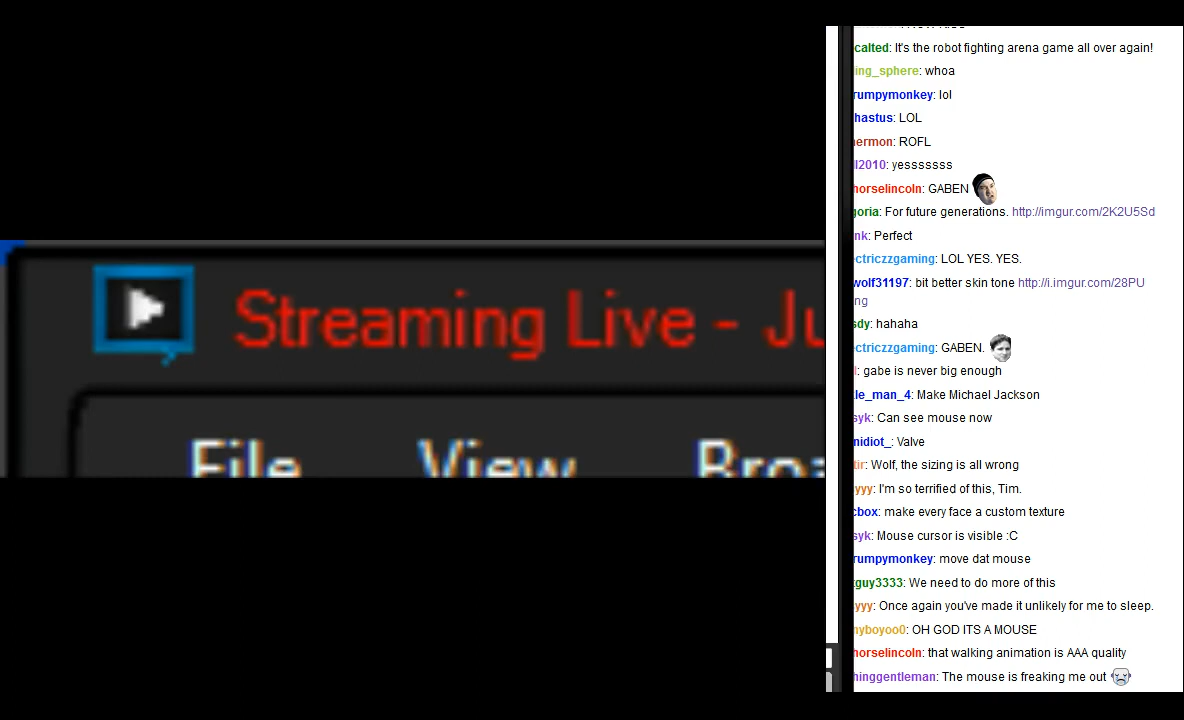 Streaming Live - Ju
File View Broa
calted: It's the robot fighting arena game all over again!
ing_sphere: whoa
rumpymonkey: lol
hastus: LOL
ermon: ROFL
l2010: yesssssss
horselincoln: GABEN
goria: For future generations. http://imgur.com/2K2U5Sd
nk: Perfect
ctriczzgaming: LOL YES. YES.
wolf31197: bit better skin tone http://i.imgur.com/28PU
ng
sdy: hahaha
ctriczzgaming: GABEN.
l: gabe is never big enough
le_man_4: Make Michael Jackson
syk: Can see mouse now
nidiot_: Valve
tir: Wolf, the sizing is all wrong
yyy: I'm so terrified of this, Tim.
cbox: make every face a custom texture
syk: Mouse cursor is visible :C
rumpymonkey: move dat mouse
guy3333: We need to do more of this
yyy: Once again you've made it unlikely for me to sleep.
nyboyoo0: OH GOD ITS A MOUSE
horselincoln: that walking animation is AAA quality
hinggentleman: The mouse is freaking me out